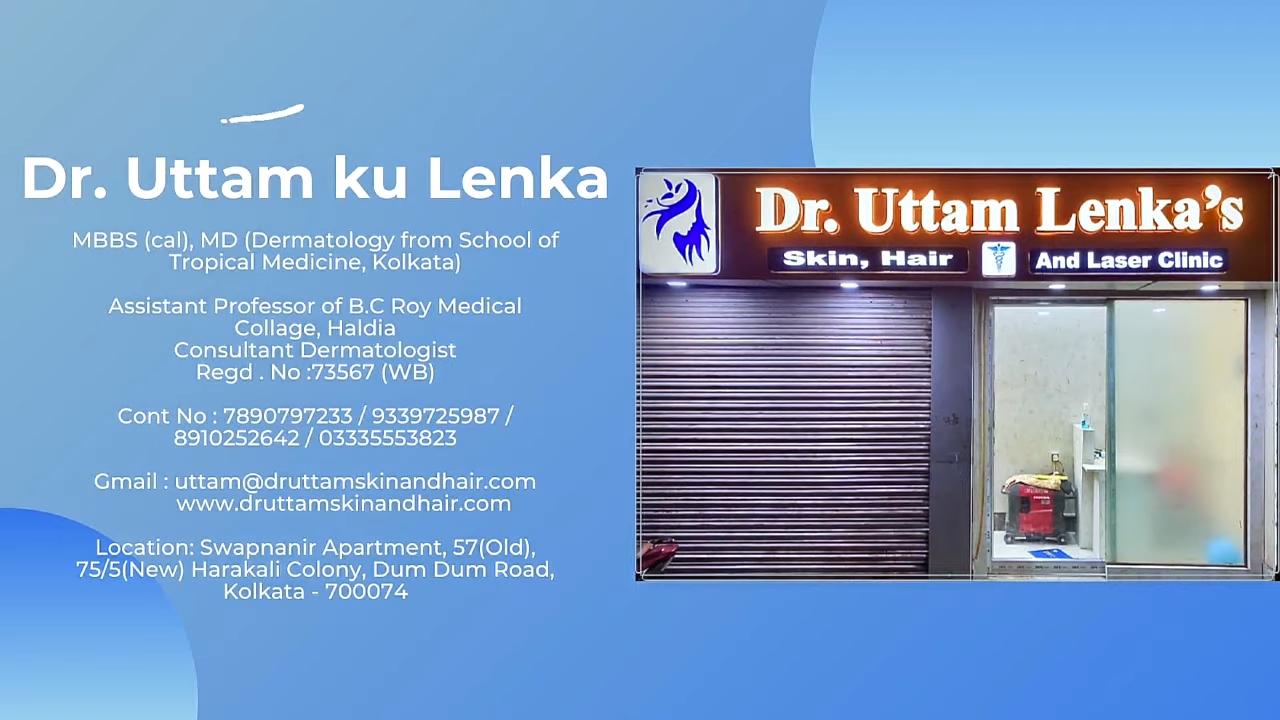 Dr. Uttam ku Lenka
MBBS (cal), MD (Dermatology from School of
Tropical Medicine, Kolkata)
Assistant Professor of B.C Roy Medical
Collage, Haldia
Consultant Dermatologist
Regd . No :73567 (WB)
Cont No : 7890797233 / 9339725987 /
8910252642 / 03335553823
Gmail : uttam@druttamskinandhair.com
www.druttamskinandhair.com
Location: Swapnanir Apartment, 57(Old),
75/5(New) Harakali Colony, Dum Dum Road,
Kolkata - 700074
Dr. Uttam Lenka's
Skin, Hair And Laser Clinic